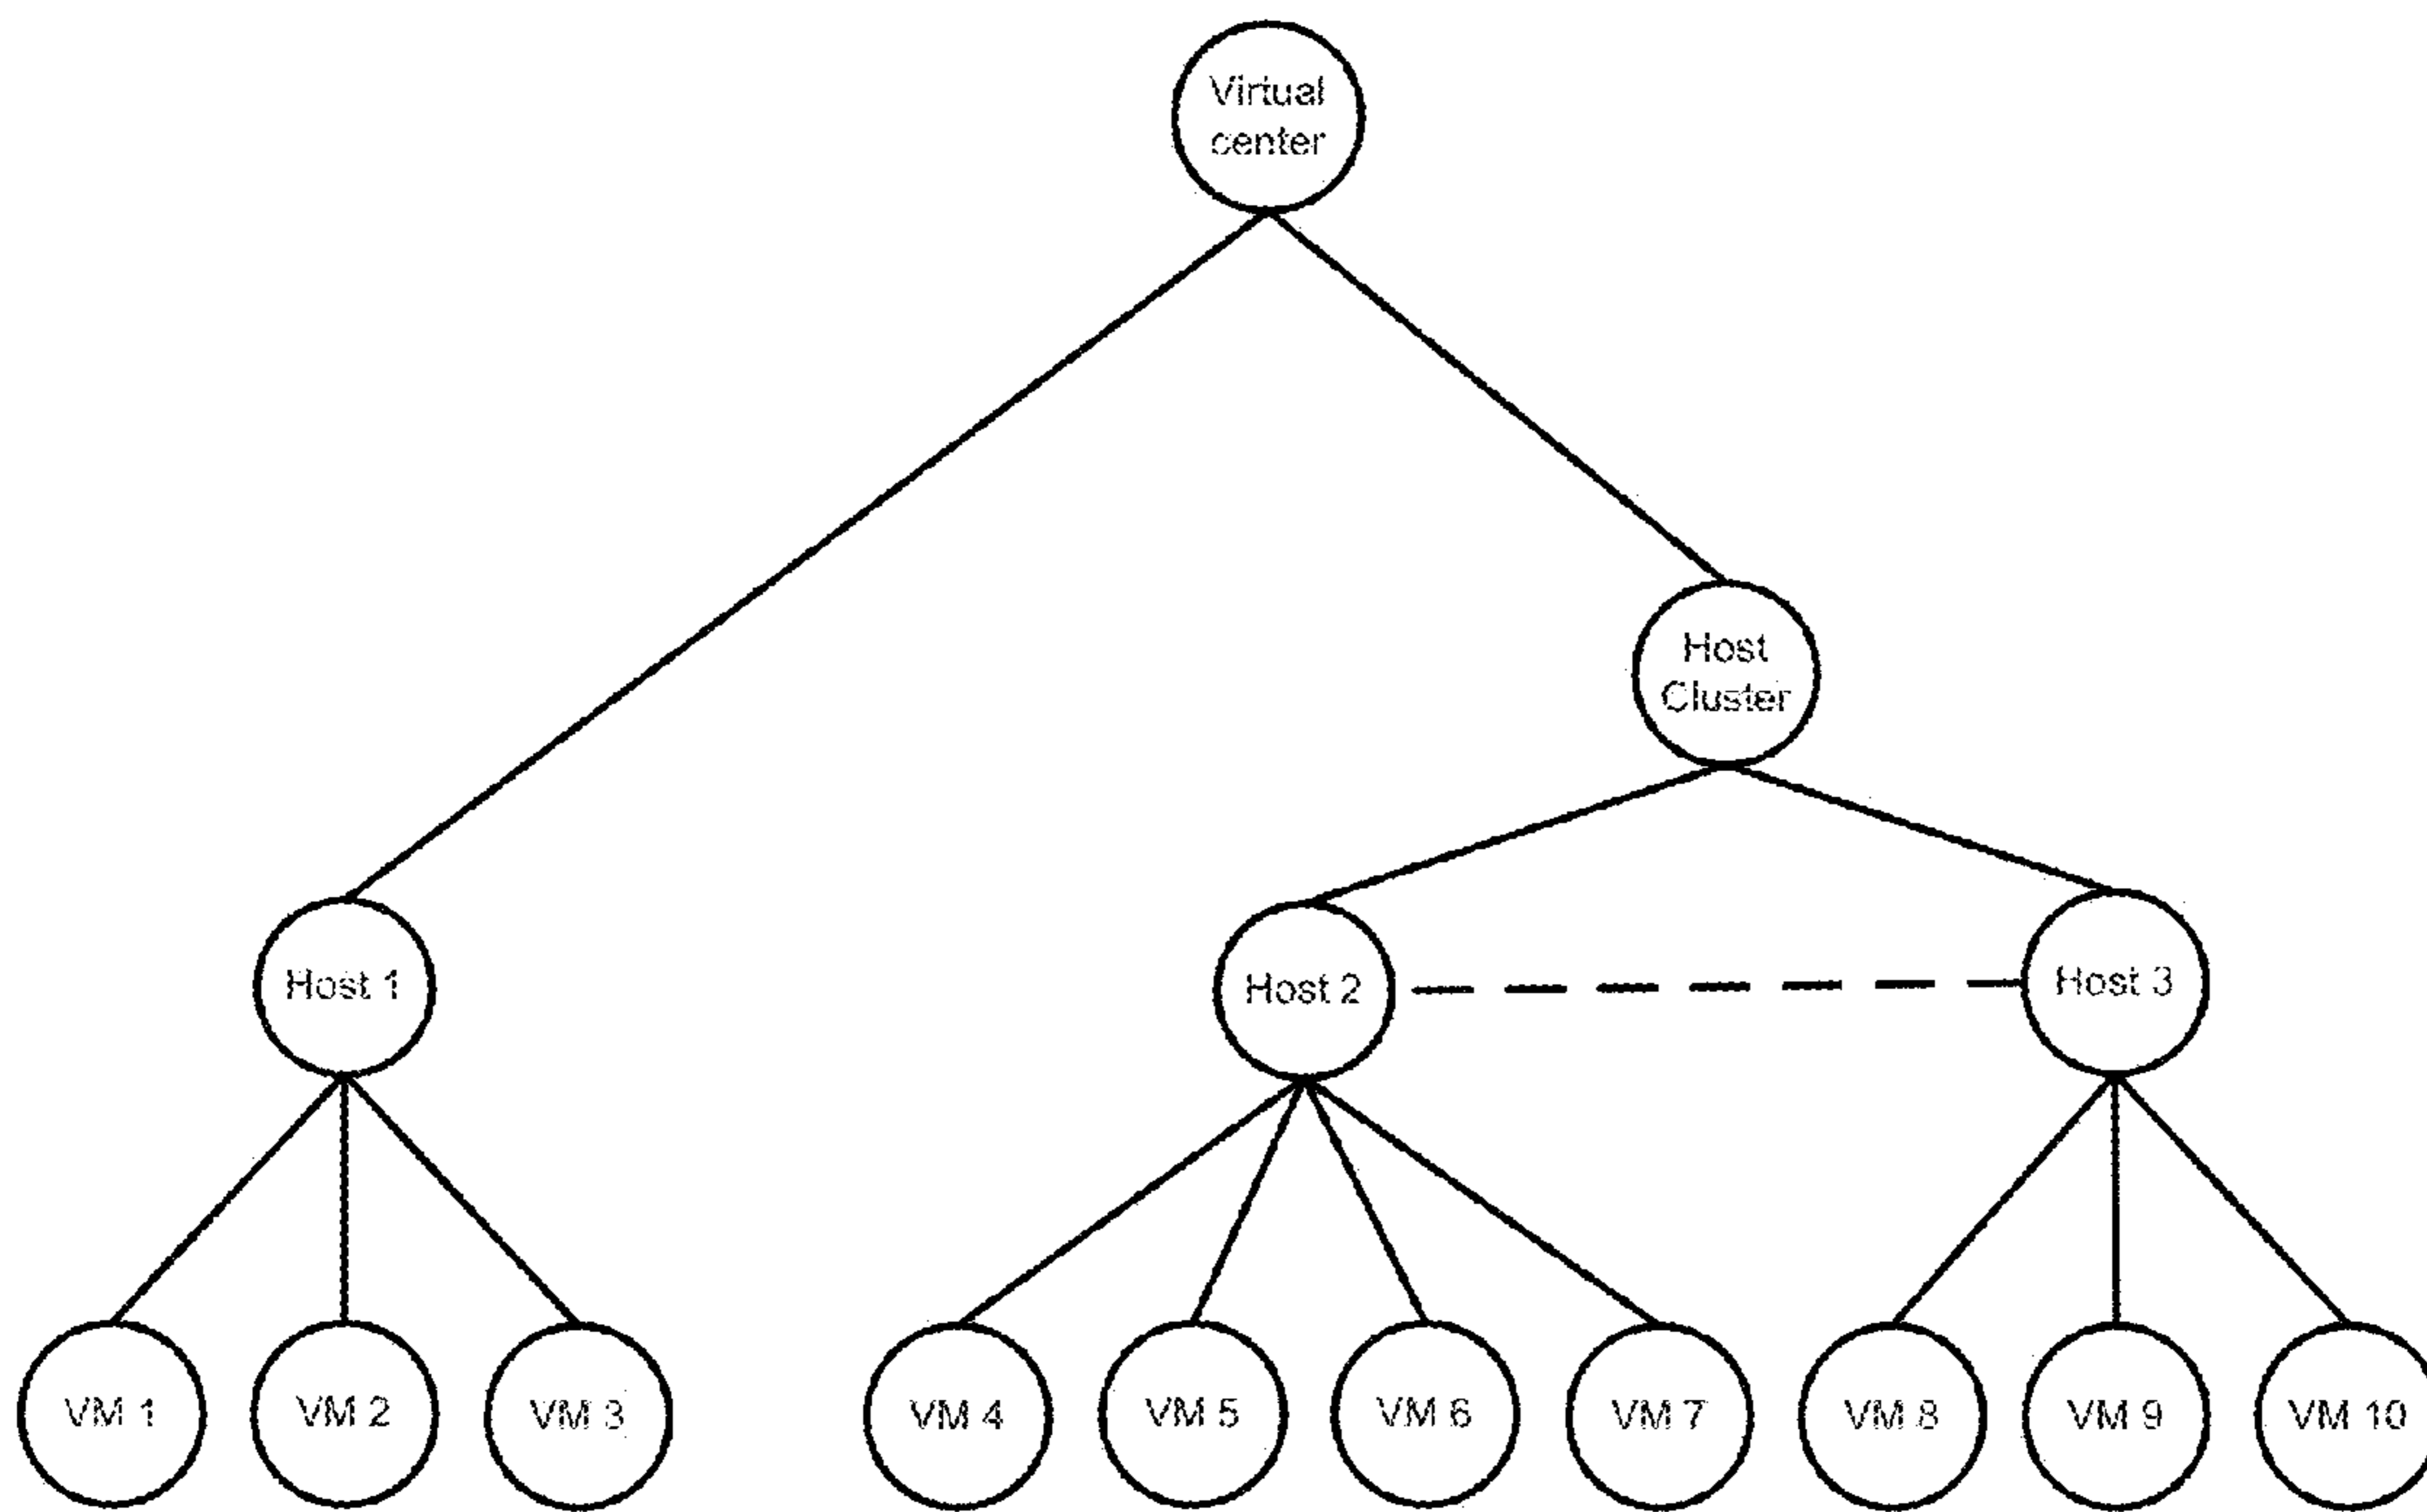 Virtual
center
Host
Cluster
Host 1
Host 2
Host 3
VM 1
VM 2
VM 3
VM 4
VM 5
VM 6
VM 7
VM 8
VM 9
VM 10